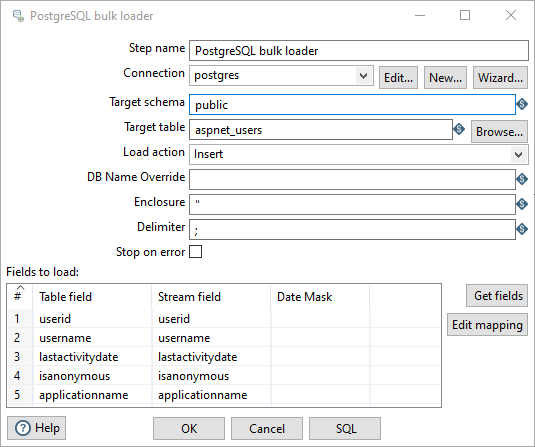 PostgreSQL bulk loader
Step name PostgreSQL bulk loader
Connection postgres Edit... New... Wizard...
Target schema public
Target table aspnet_users Browse...
Load action Insert
DB Name Override
Enclosure "
Delimiter ;
Stop on error
Fields to load:
# Table field Stream field Date Mask Get fields
1 userid userid
2 username username Edit mapping
3 lastactivitydate lastactivitydate
4 isanonymous isanonymous
5 applicationname applicationname
Help OK Cancel SQL